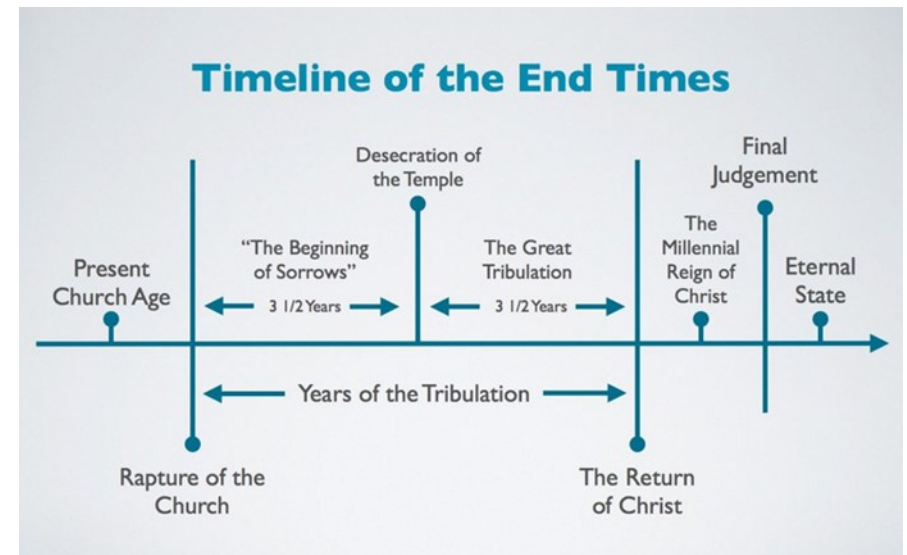 Timeline of the End Times
Desecration of
the Temple
Final
Judgement
Present
Church Age
“The Beginning
of Sorrows”
3 1/2 Years
The Great
Tribulation
3 1/2 Years
The
Millennial
Reign of
Christ
Eternal
State
Years of the Tribulation
Rapture of the
Church
The Return
of Christ